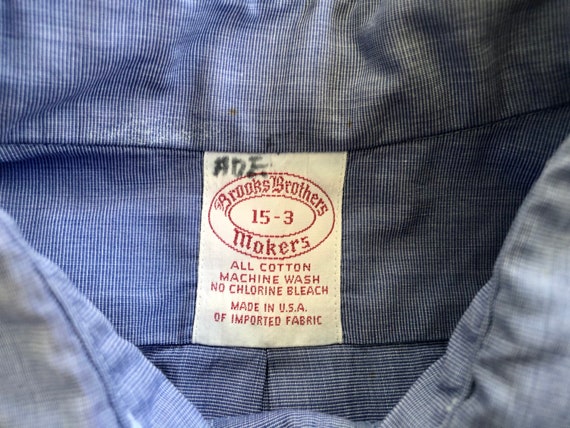 ADE
Brooks Brothers
15-3
Makers
ALL COTTON
MACHINE WASH
NO CHLORINE BLEACH
MADE IN U.S.A.
OF IMPORTED FABRIC